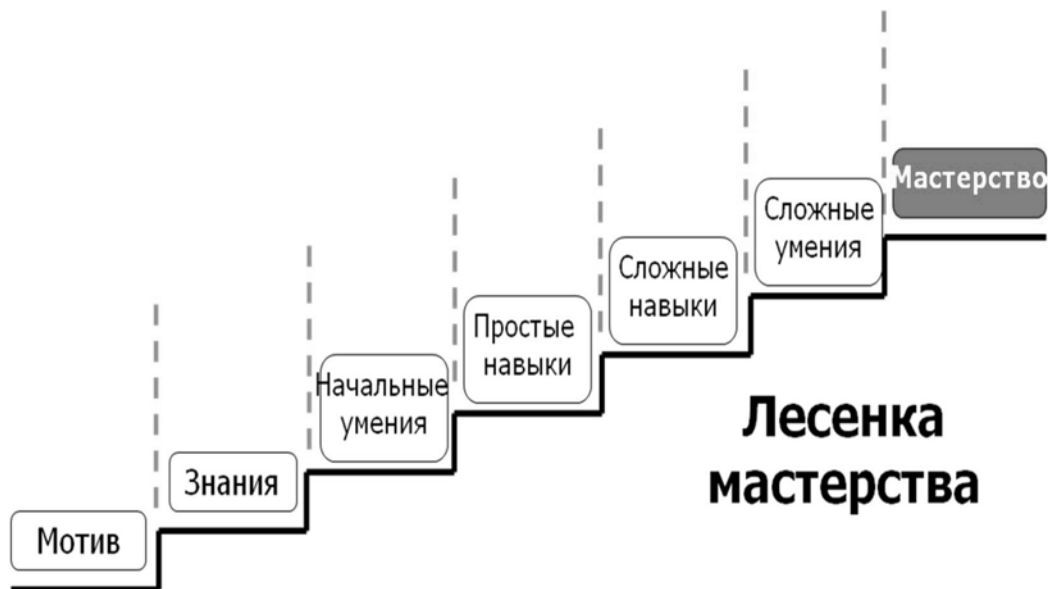 Мотив
Знания
Начальные
умения
Простые
навыки
Сложные
навыки
Сложные
умения
Мастерство
Лесенка
мастерства